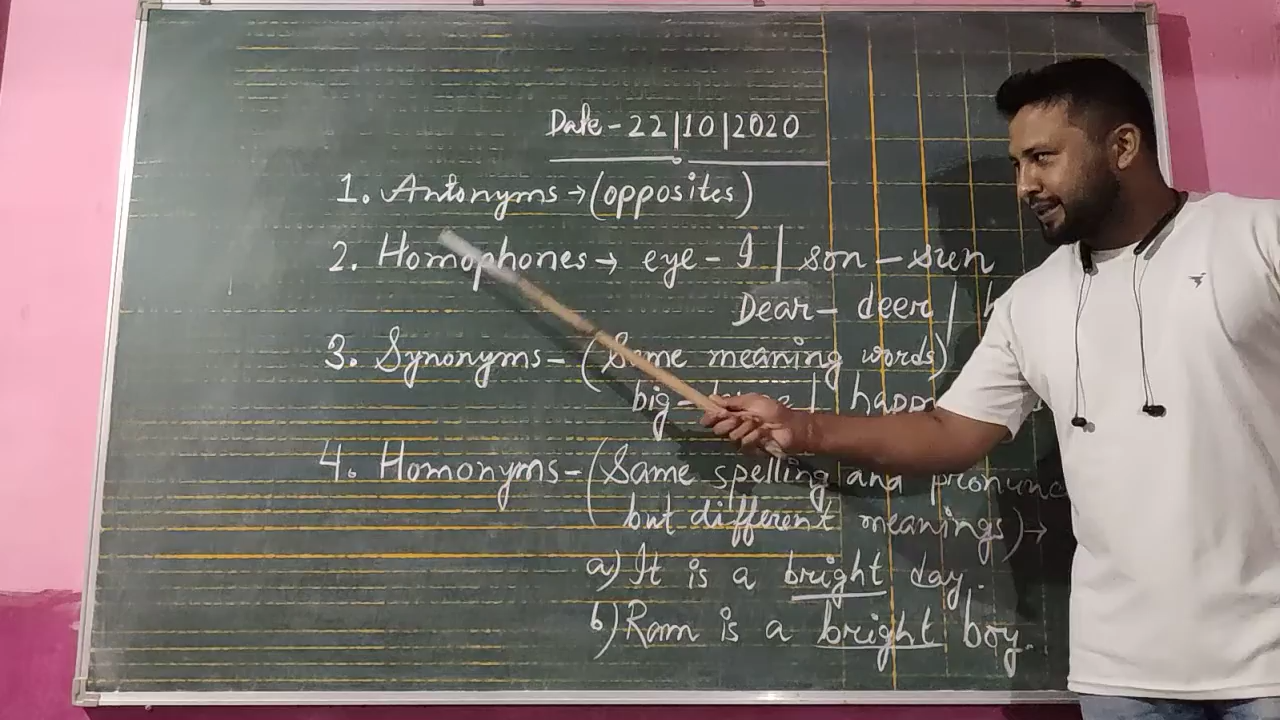 Date - 22|10|2020
1. Antonyms → (opposites)
2. Homophones → eye - I | son - sun
Dear - deer |
3. Synonyms - (Same meaning words)
big -
4. Homonyms - (Same spelling and
but different meanings) →
a) It is a bright day.
b) Ram is a bright boy.